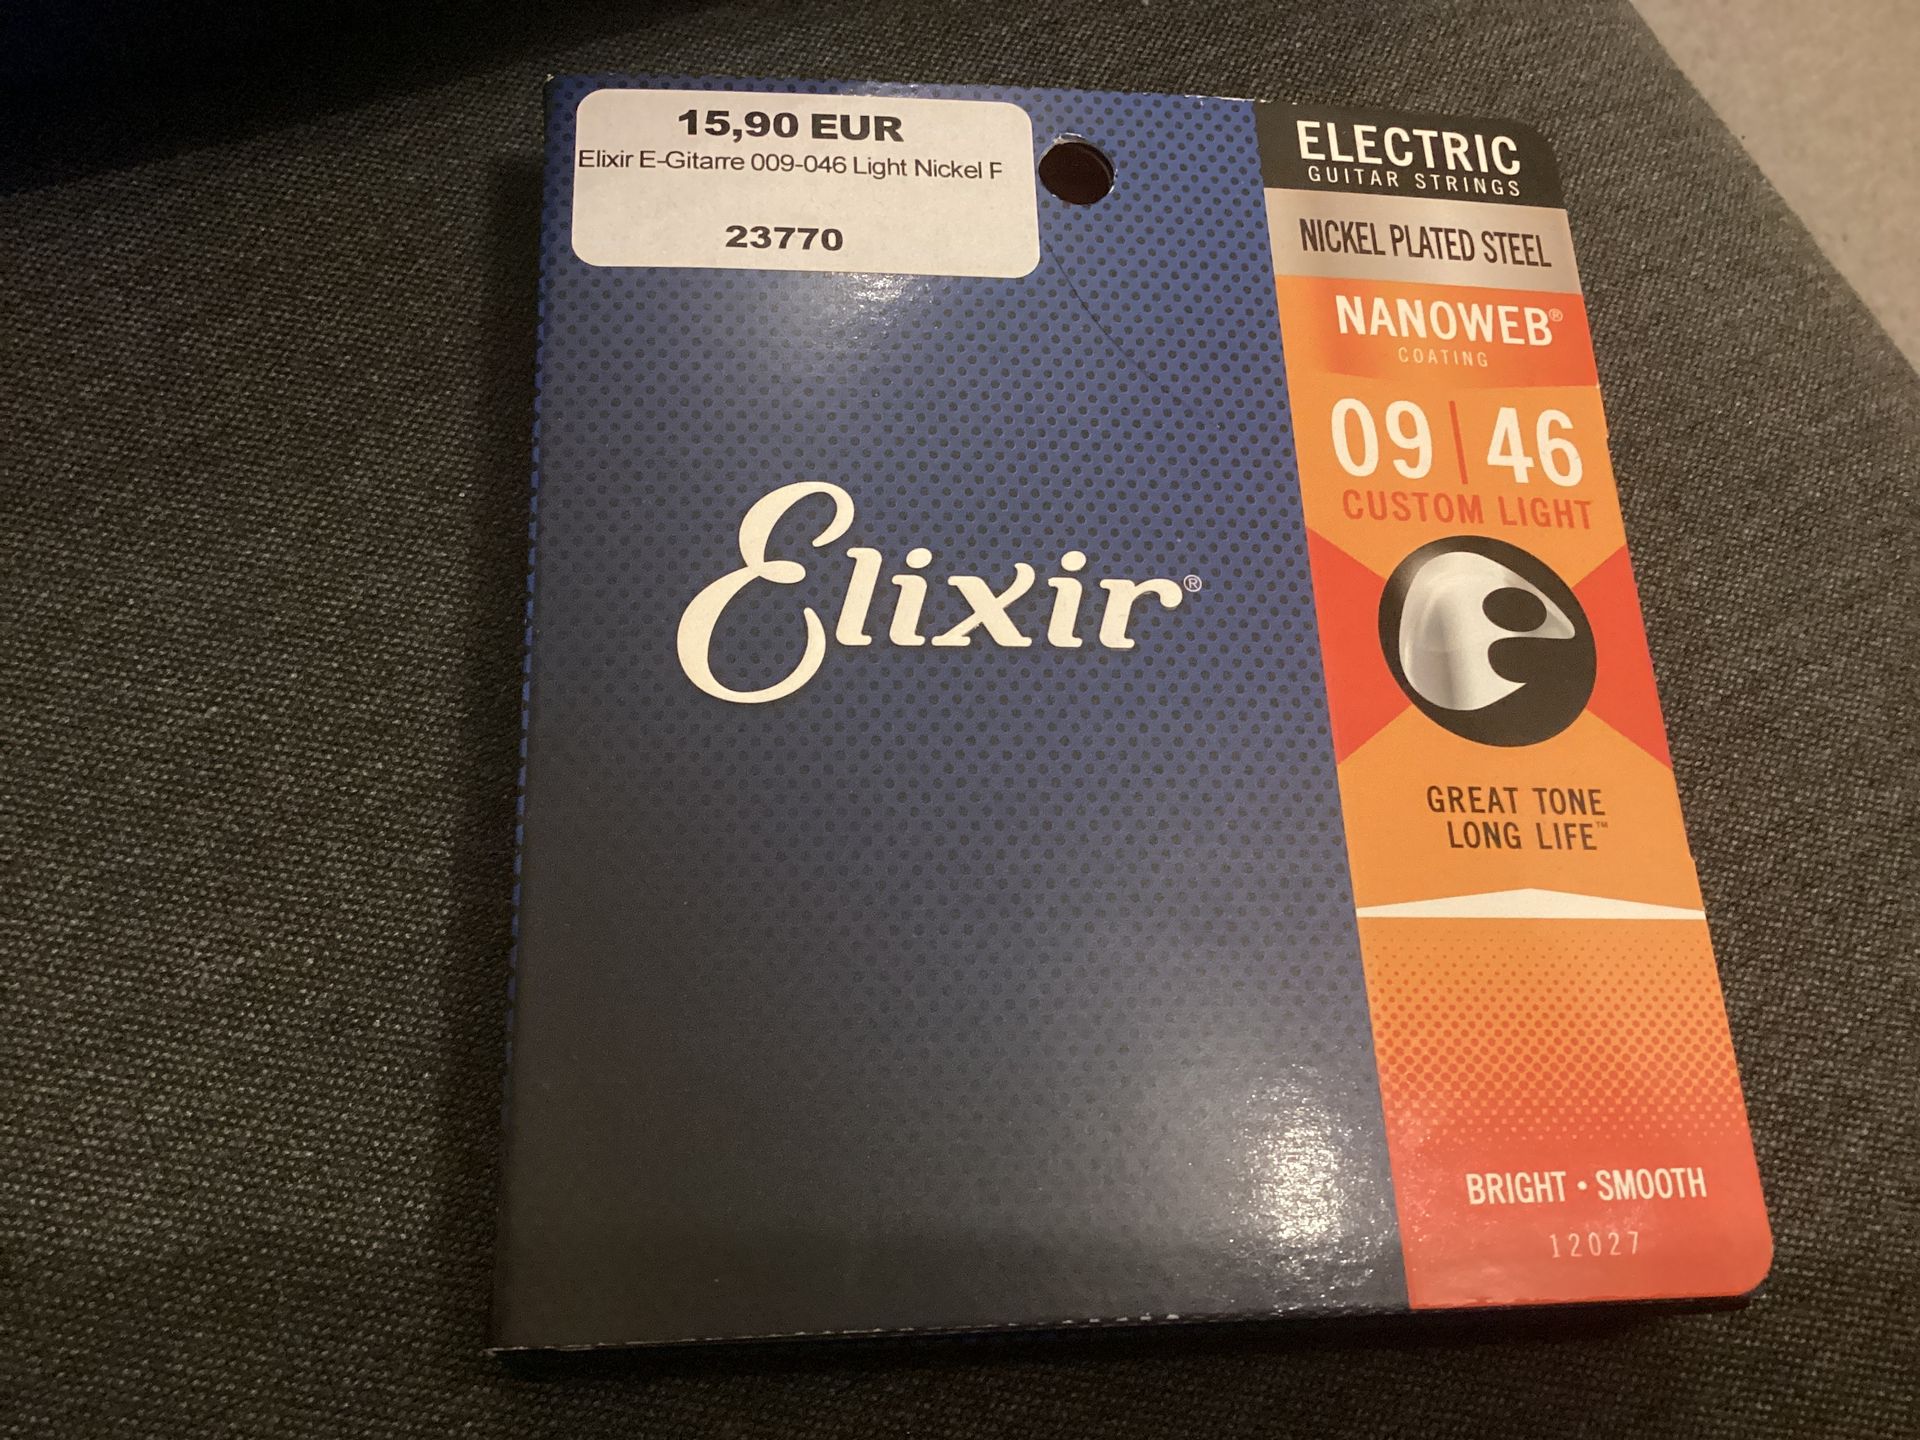 15,90 EUR
Elixir E-Gitarre 009-046 Light Nickel F
23770
ELECTRIC
GUITAR STRINGS
NICKEL PLATED STEEL
NANOWEB®
COATING
09 | 46
CUSTOM LIGHT
Elixir®
GREAT TONE
LONG LIFE™
BRIGHT • SMOOTH
12027